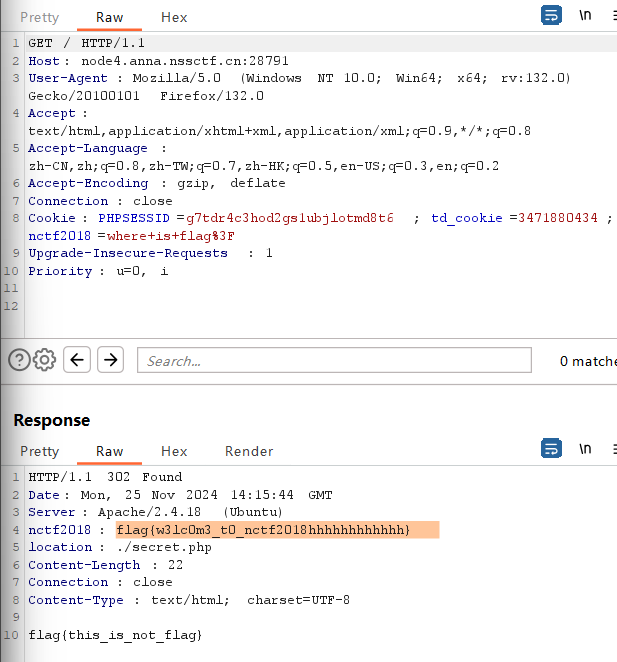 Pretty Raw Hex \n
1 GET / HTTP/1.1
2 Host: node4.anna.nssctf.cn:28791
3 User-Agent : Mozilla/5.0 (Windows NT 10.0; Win64; x64; rv:132.0)
Gecko/20100101 Firefox/132.0
4 Accept :
text/html,application/xhtml+xml,application/xml;q=0.9,*/*;q=0.8
5 Accept-Language :
zh-CN,zh;q=0.8,zh-TW;q=0.7,zh-HK;q=0.5,en-US;q=0.3,en;q=0.2
6 Accept-Encoding : gzip, deflate
7 Connection : close
8 Cookie : PHPSESSID =g7tdr4c3hod2gs1ubjlotmd8t6 ; td_cookie =3471880434 ;
nctf2018 =where+is+flag%3F
9 Upgrade-Insecure-Requests : 1
10 Priority : u=0, i
11
12
Search... 0 matche
Response
Pretty Raw Hex Render \n
1 HTTP/1.1 302 Found
2 Date : Mon, 25 Nov 2024 14:15:44 GMT
3 Server : Apache/2.4.18 (Ubuntu)
4 nctf2018 : flag{w3lc0m3_t0_nctf2018hhhhhhhhhhhh}
5 location : ./secret.php
6 Content-Length : 22
7 Connection : close
8 Content-Type : text/html; charset=UTF-8
9
10 flag{this_is_not_flag}